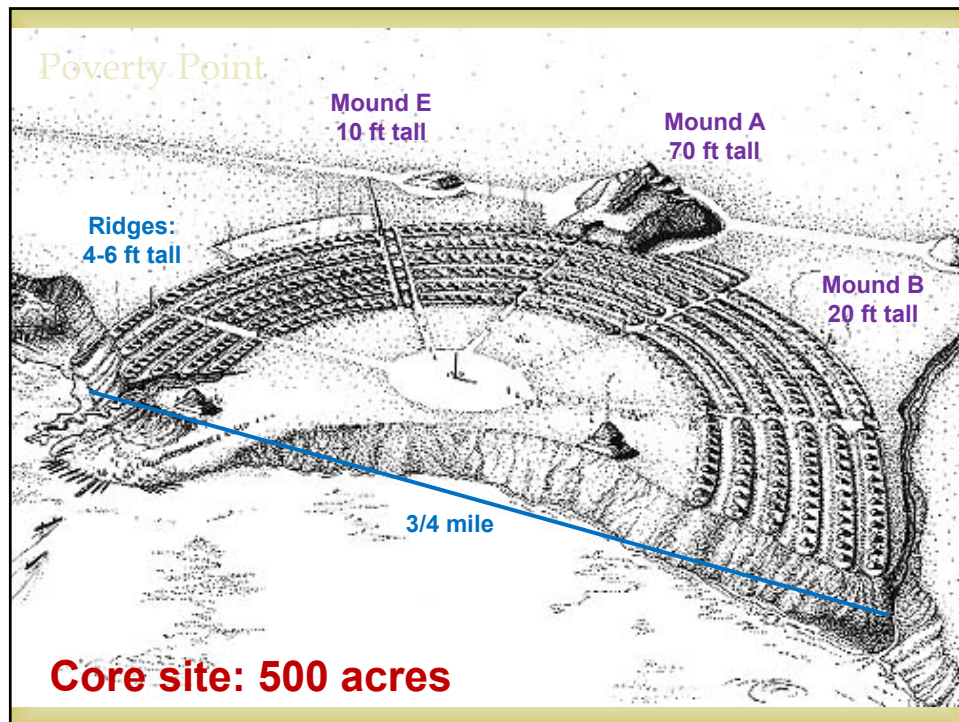 Poverty Point
Mound E
10 ft tall
Mound A
70 ft tall
Ridges:
4-6 ft tall
Mound B
20 ft tall
3/4 mile
Core site: 500 acres